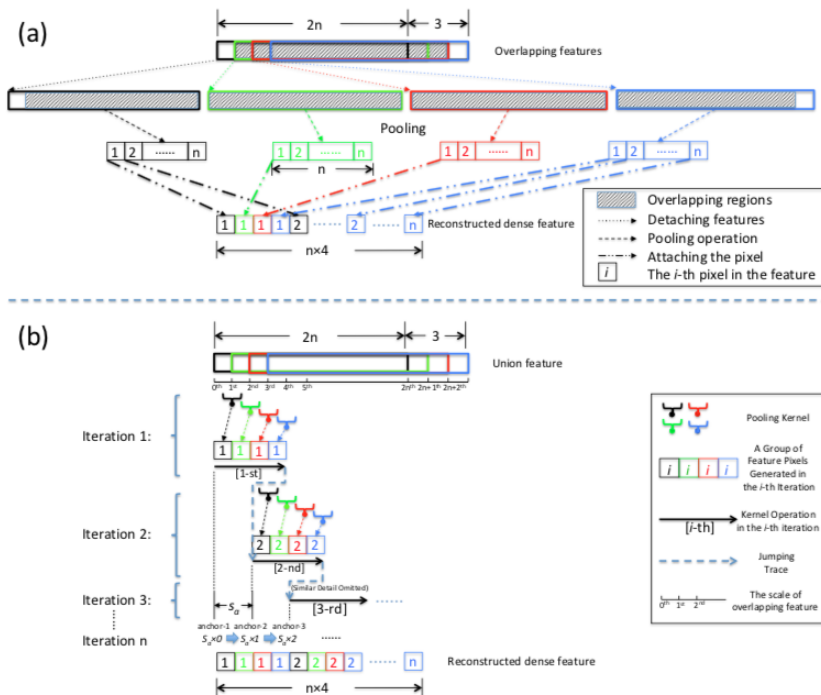 (a)
2n
3
Overlapping features
Pooling
1 2 ...... n
1 2 ...... n
1 2 ...... n
1 2 ...... n
n
1 1 1 1 2 ...... 2 ...... n
Reconstructed dense feature
n×4
Overlapping regions
Detaching features
Pooling operation
Attaching the pixel
i The i-th pixel in the feature
(b)
2n
3
Union feature
0th 1st 2nd 3rd 4th 5th 2nth 2n+1th 2n+2th
Iteration 1:
1 1 1 1
[1-st]
Iteration 2:
2 2 2 2
[2-nd]
Iteration 3:
(Similar Detail Omitted)
Sa
[3-rd]
......
anchor-1 anchor-2 anchor-3
Iteration n
Sa×0 Sa×1 Sa×2 ......
1 1 1 1 2 2 2 2 ...... n
Reconstructed dense feature
n×4
Pooling Kernel
i i i i
A Group of
Feature Pixels
Generated in
the i-th Iteration
[i-th]
Kernel Operation
in the i-th iteration
Jumping
Trace
0th 1st 2nd
The scale of
overlapping feature